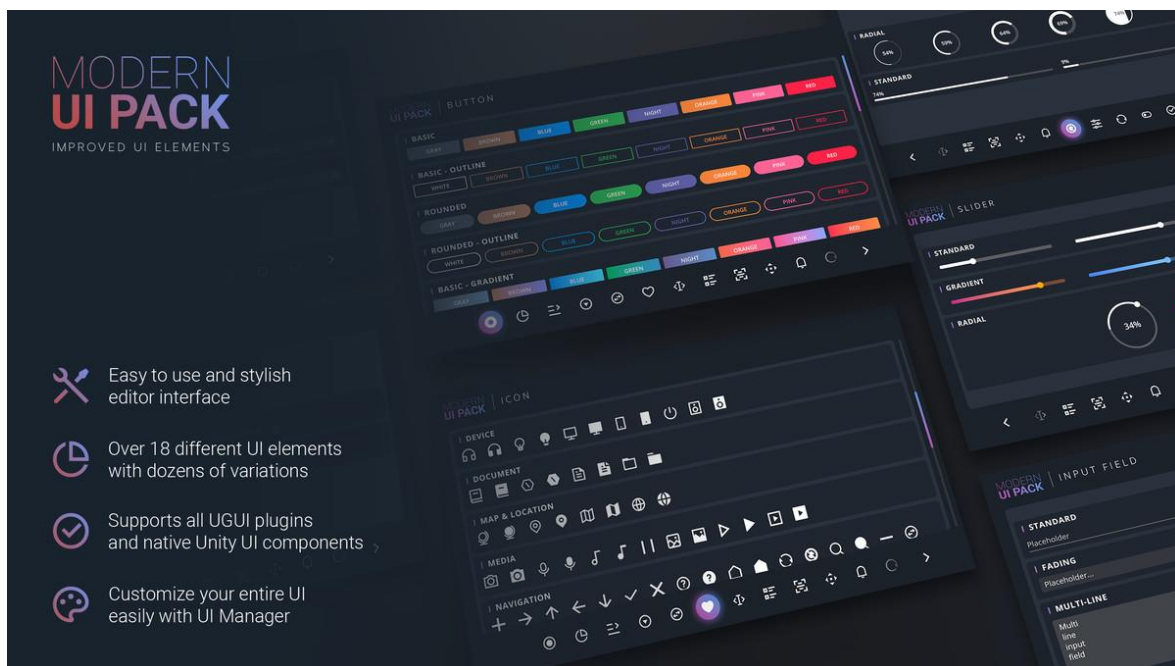 MODERN
UI PACK
IMPROVED UI ELEMENTS
Easy to use and stylish
editor interface
Over 18 different UI elements
with dozens of variations
Supports all UGUI plugins
and native Unity UI components
Customize your entire UI
easily with UI Manager
MODERN
UI PACK | BUTTON
BASIC
GRAY BROWN BLUE GREEN NIGHT ORANGE PINK RED
BASIC - OUTLINE
WHITE BROWN BLUE GREEN NIGHT ORANGE PINK RED
ROUNDED
GRAY BROWN BLUE GREEN NIGHT ORANGE PINK RED
ROUNDED - OUTLINE
WHITE BROWN BLUE GREEN NIGHT ORANGE PINK RED
BASIC - GRADIENT
GRAY BROWN BLUE GREEN NIGHT ORANGE PINK RED
MODERN
UI PACK | ICON
DEVICE
DOCUMENT
MAP & LOCATION
MEDIA
NAVIGATION
RADIAL
54% 59% 64% 69% 74%
STANDARD
74% 9%
MODERN
UI PACK | SLIDER
STANDARD
GRADIENT
RADIAL
34%
MODERN
UI PACK | INPUT FIELD
STANDARD
Placeholder
FADING
Placeholder...
MULTI-LINE
Multi
line
input
field